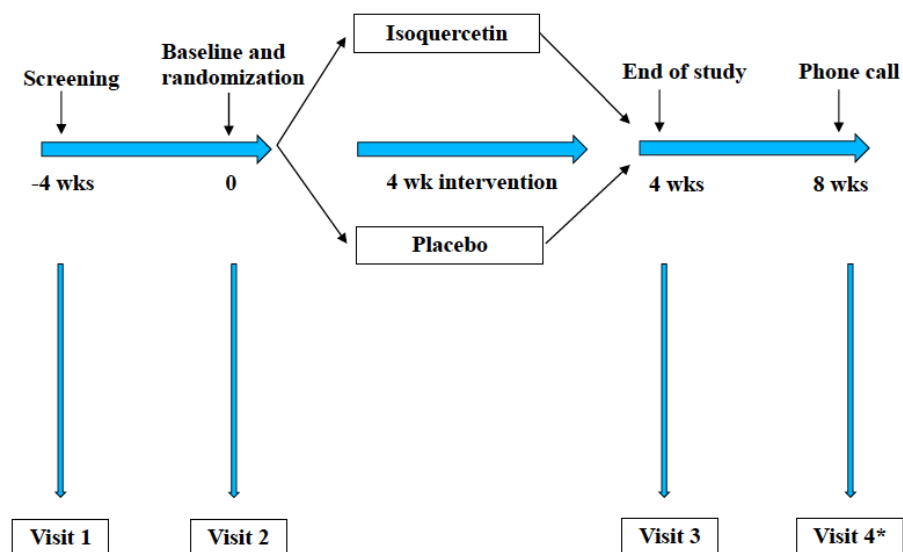 Isoquercetin
Baseline and
randomization
Screening
End of study
Phone call
-4 wks
0
4 wk intervention
4 wks
8 wks
Placebo
Visit 1
Visit 2
Visit 3
Visit 4*